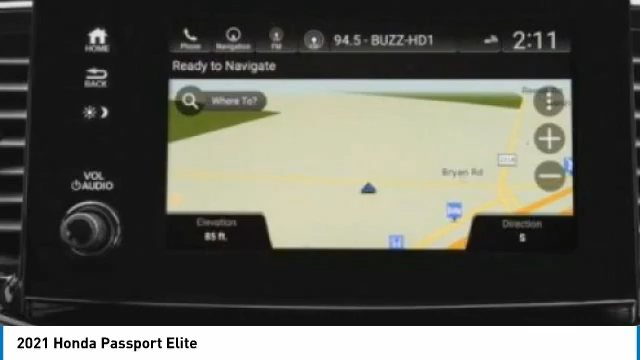 HOME
Phone
Navigation
FM
94.5 - BUZZ-HD1
2:11
BACK
Ready to Navigate
Where To?
VOL
AUDIO
Bryan Rd
Elevation
85 ft.
Direction
S
2021 Honda Passport Elite